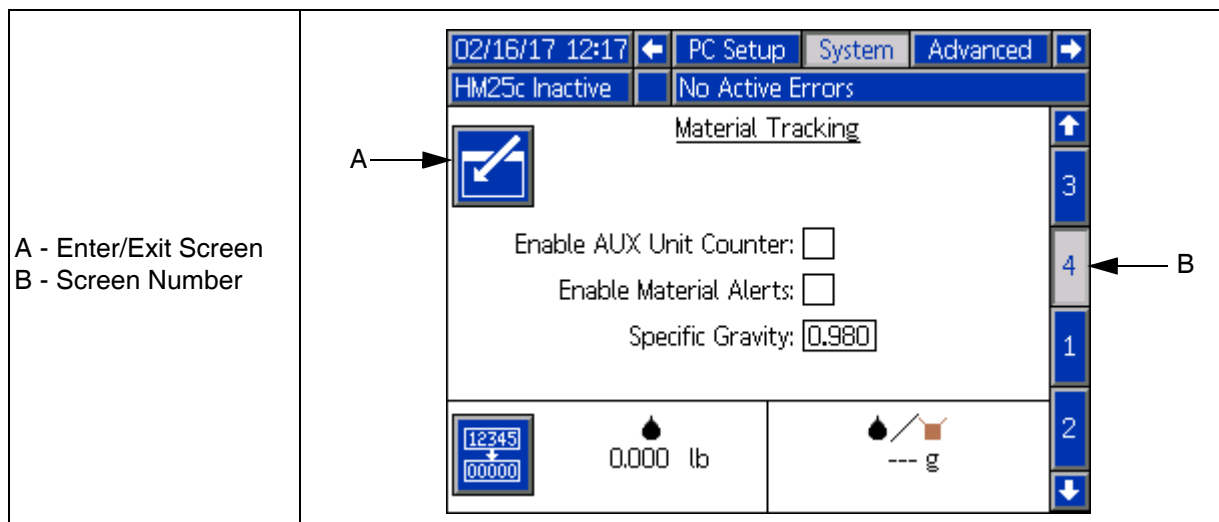 A - Enter/Exit Screen
B - Screen Number
02/16/17 12:17 PC Setup System Advanced
HM25c Inactive No Active Errors
Material Tracking
A
3
Enable AUX Unit Counter:
4
B
Enable Material Alerts:
Specific Gravity: 0.980
1
12345
00000
0.000 lb
/
--- g
2